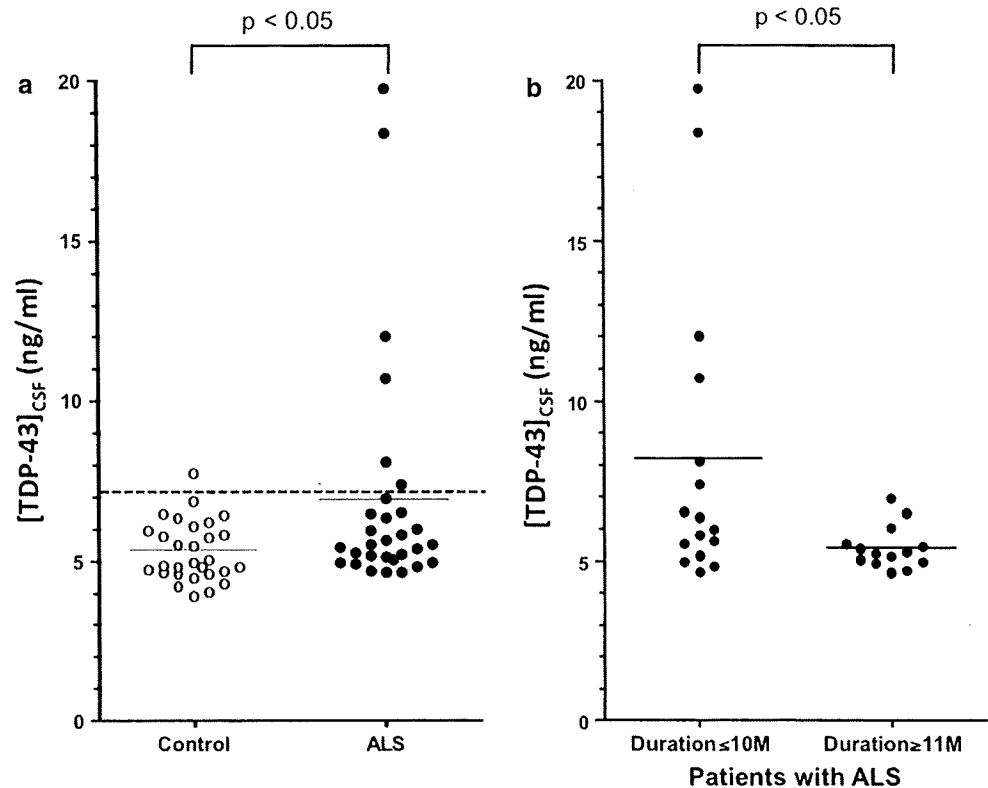 p < 0.05
a
20
15
10
5
0
[TDP-43]CSF (ng/ml)
Control
ALS
p < 0.05
b
20
15
10
5
0
[TDP-43]CSF (ng/ml)
Duration≤10M
Duration≥11M
Patients with ALS